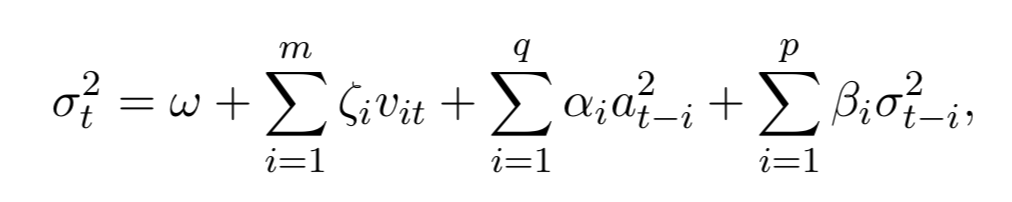 σ_t^2 = ω + \sum_{i=1}^{m} ζ_i v_{it} + \sum_{i=1}^{q} α_i a_{t-i}^2 + \sum_{i=1}^{p} β_i σ_{t-i}^2,